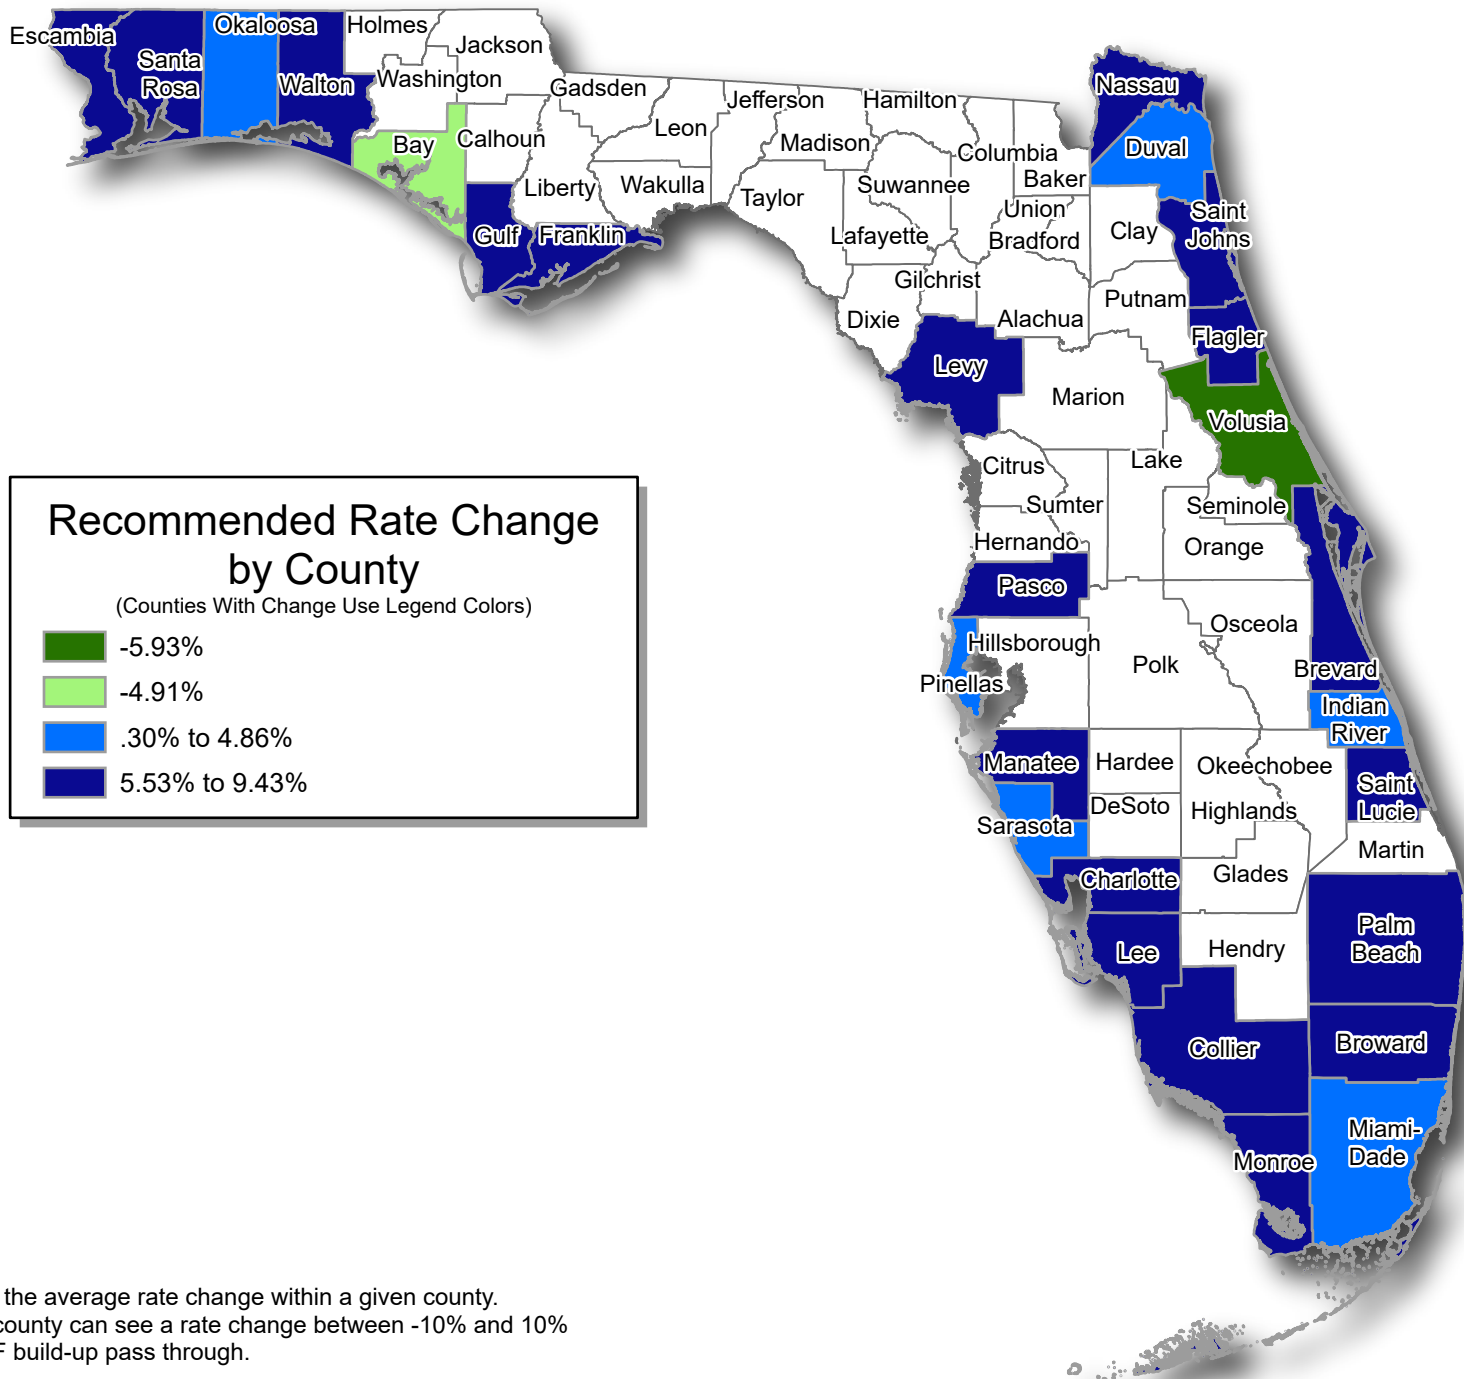 Escambia
Santa
Rosa
Okaloosa
Walton
Holmes
Jackson
Washington
Bay
Calhoun
Gulf
Franklin
Gadsden
Liberty
Leon
Wakulla
Jefferson
Madison
Taylor
Hamilton
Suwannee
Lafayette
Columbia
Baker
Union
Bradford
Nassau
Duval
Clay
Saint
Johns
Gilchrist
Dixie
Alachua
Putnam
Flagler
Levy
Marion
Volusia
Citrus
Lake
Sumter
Seminole
Hernando
Orange
Pasco
Hillsborough
Pinellas
Polk
Osceola
Brevard
Indian
River
Manatee
Hardee
Okeechobee
Saint
Lucie
Sarasota
DeSoto
Highlands
Martin
Charlotte
Glades
Lee
Hendry
Palm
Beach
Collier
Broward
Monroe
Miami-
Dade
Recommended Rate Change
by County
(Counties With Change Use Legend Colors)
-5.93%
-4.91%
.30% to 4.86%
5.53% to 9.43%
the average rate change within a given county.
county can see a rate change between -10% and 10%
F build-up pass through.